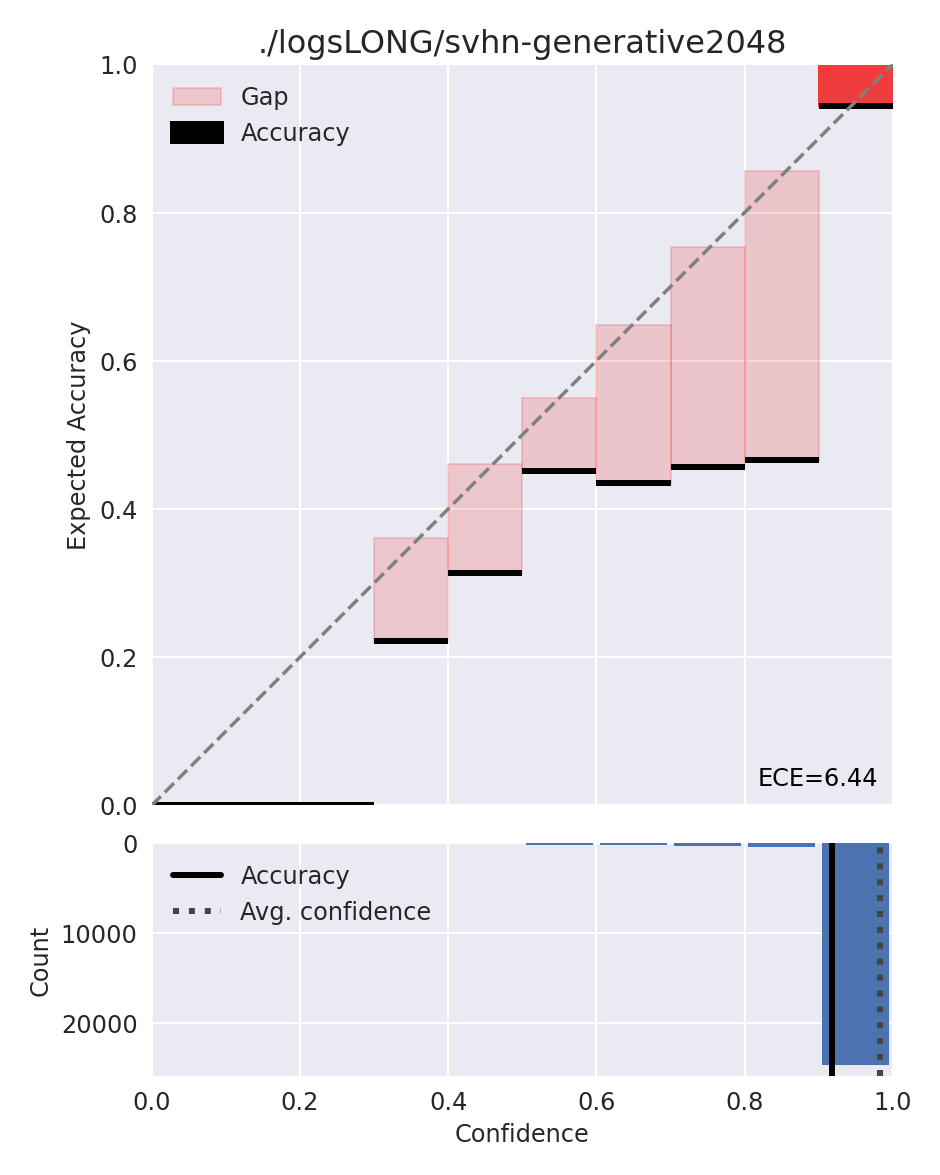 ./logsLONG/svhn-generative2048
1.0
Gap
Accuracy
0.8
0.6
Expected Accuracy
0.4
0.2
ECE=6.44
0.0
0
Accuracy
Avg. confidence
10000
Count
20000
0.0 0.2 0.4 0.6 0.8 1.0
Confidence